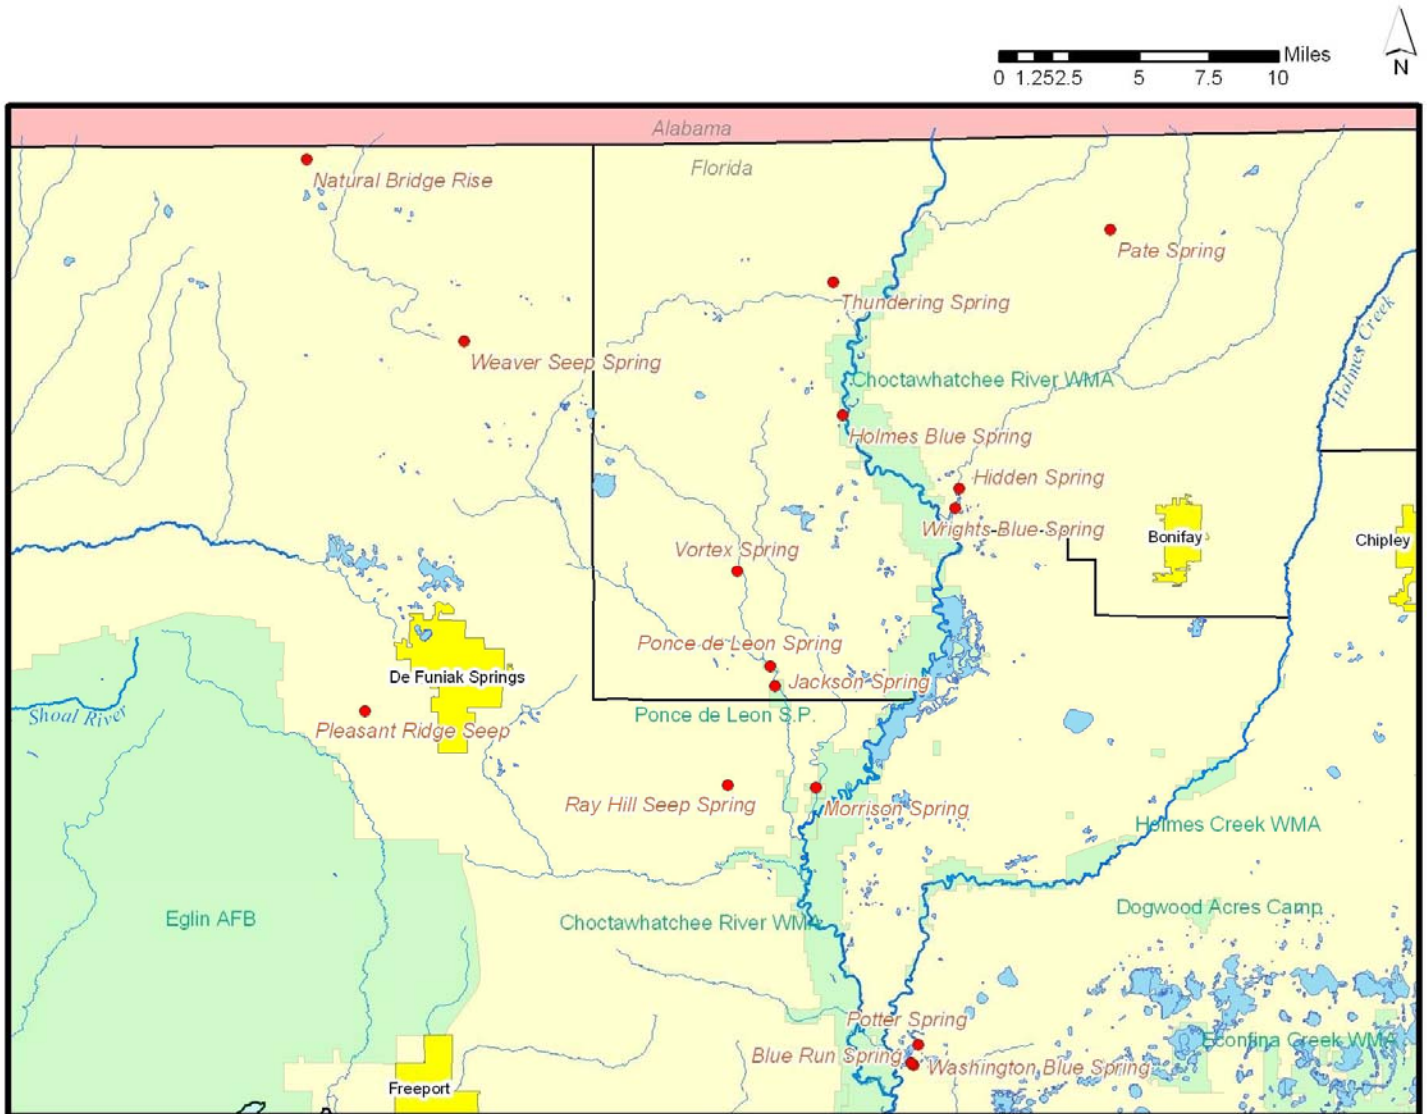 Miles
N
0 1.25 2.5 5 7.5 10
Alabama
Florida
Natural Bridge Rise
Pate Spring
Thundering Spring
Holmes Creek
Weaver Seep Spring
Choctawhatchee River WMA
Holmes Blue Spring
Hidden Spring
Wrights Blue Spring
Bonifay
Chipley
Vortex Spring
Ponce de Leon Spring
De Funiak Springs
Jackson Spring
Shoal River
Ponce de Leon S.P.
Pleasant Ridge Seep
Ray Hill Seep Spring
Morrison Spring
Holmes Creek WMA
Dogwood Acres Camp
Eglin AFB
Choctawhatchee River WMA
Potter Spring
Econfina Creek WMA
Blue Run Spring
Washington Blue Spring
Freeport